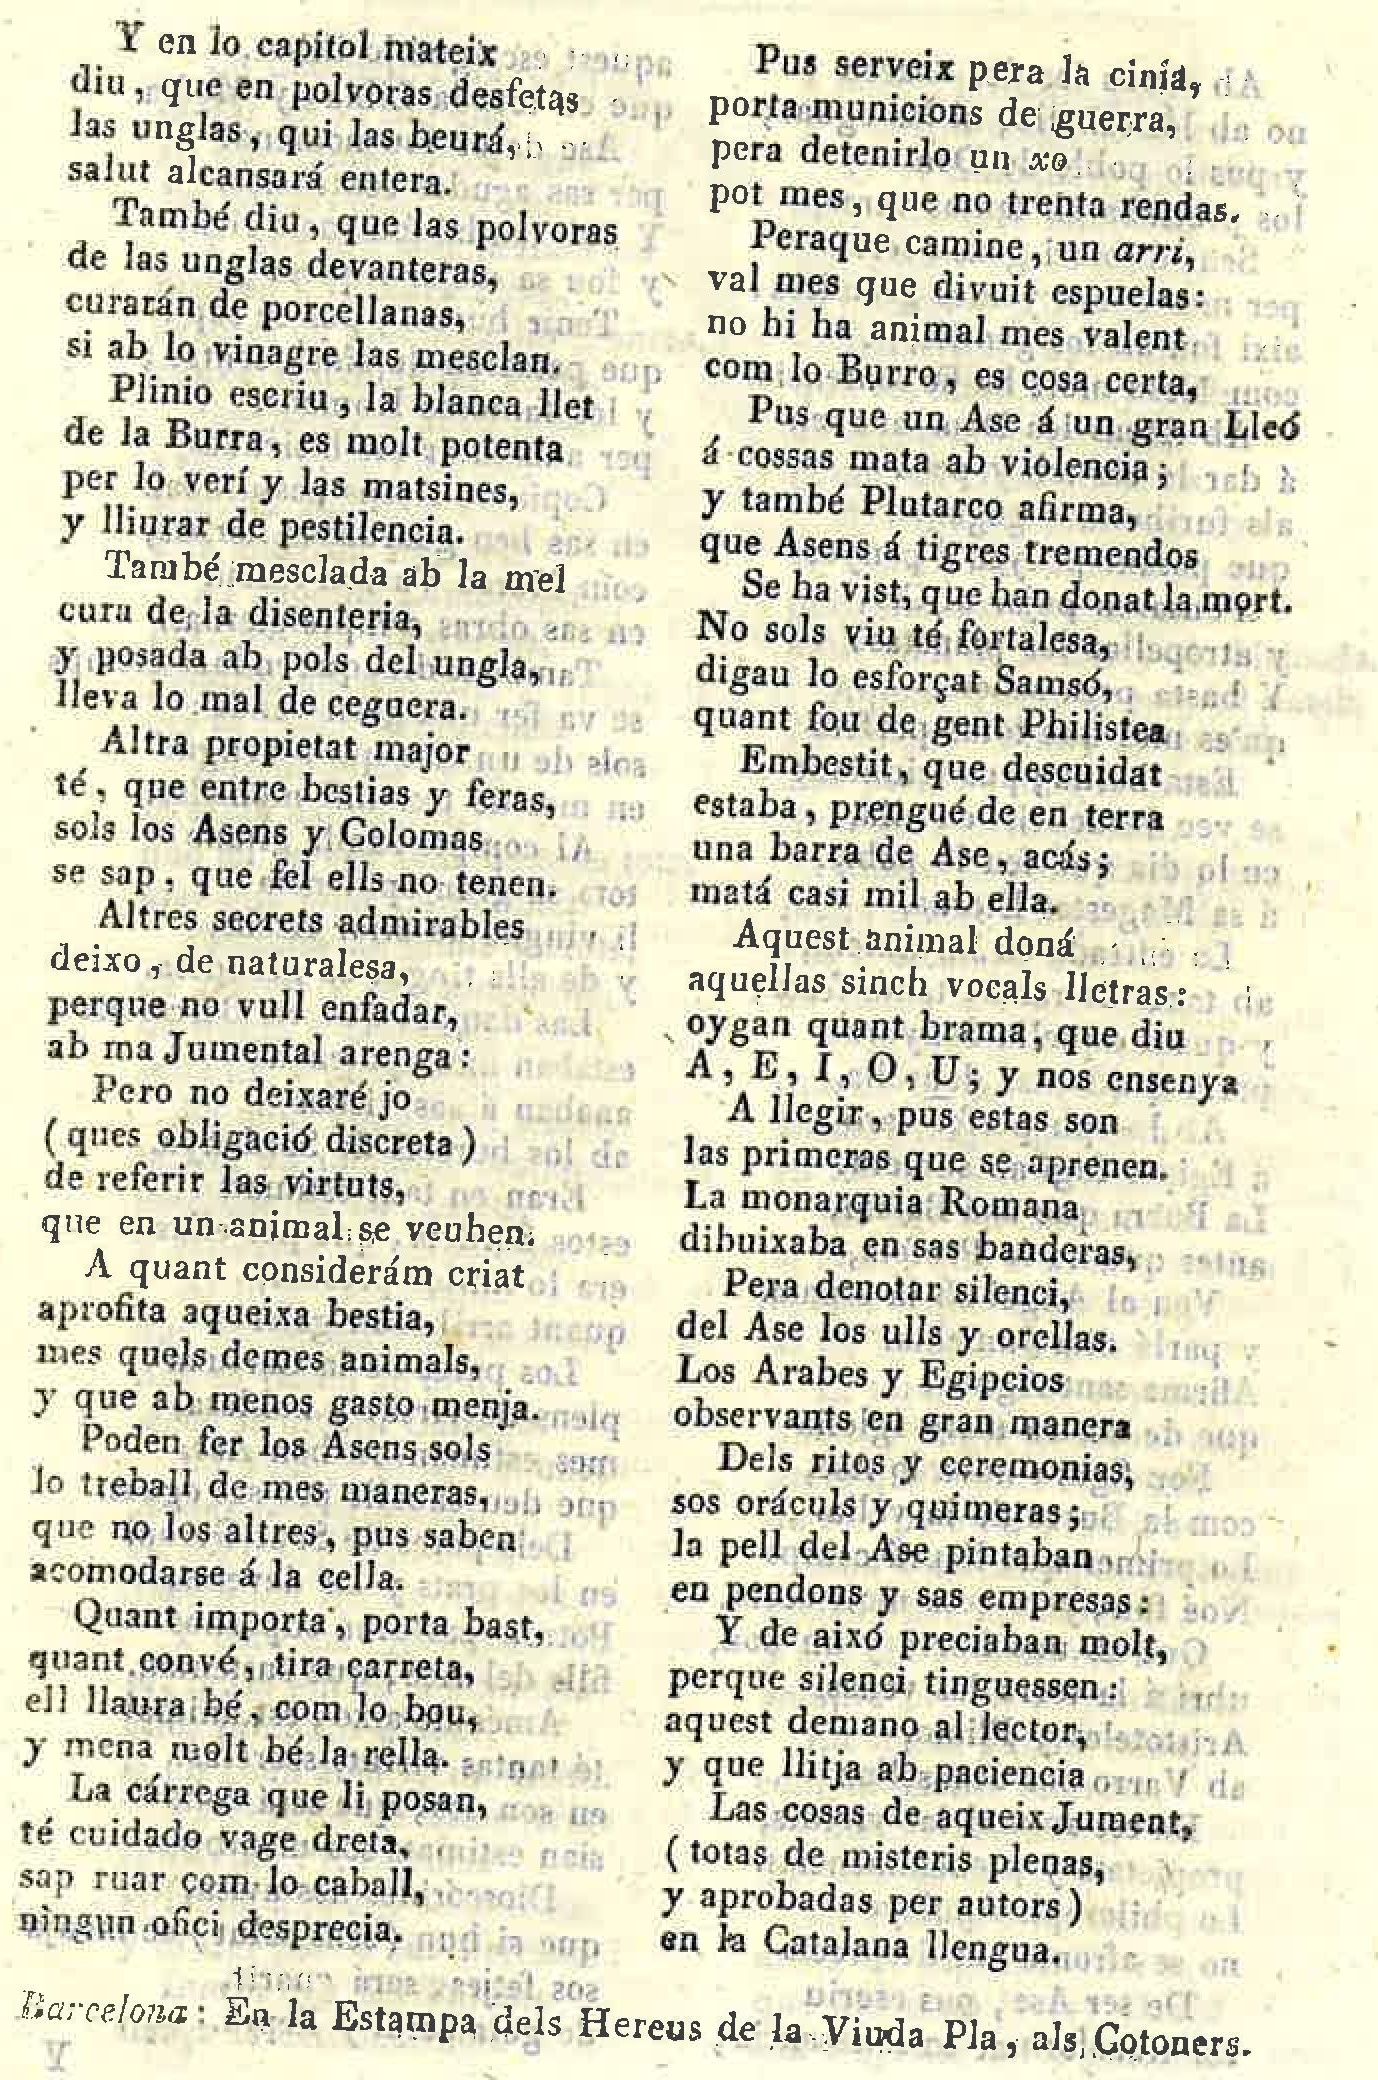 Y en lo capitol mateix
diu, que en polvoras desfetas
las unglas, qui las beurá,
salut alcansará entera.
També diu, que las polvoras
de las unglas devanteras,
curarán de porcellanas,
si ab lo vinagre las mesclan.
Plinio escriu, la blanca llet
de la Burra, es molt potenta
per lo verí y las matsines,
y lliurar de pestilencia.
També mesclada ab la mel
cura de la disenteria,
y posada ab pols del ungla,
lleva lo mal de ceguera.
Altra propietat major
té, que entre bestias y feras,
sols los Asens y Colomas
se sap, que fel ells no tenen.
Altres secrets admirables
deixo, de naturalesa,
perque no vull enfadar,
ab ma Jumental arenga:
Pero no deixaré jo
(ques obligació discreta)
de referir las virtuts,
que en un animal se veuhen.
A quant considerám criat
aprofita aqueixa bestia,
mes quels demes animals,
y que ab menos gasto menja.
Poden fer los Asens sols
lo treball de mes maneras,
que no los altres, pus saben
acomodarse á la cella.
Quant importa, porta bast,
quant convé, tira carreta,
ell llaura bé, com lo bou,
y mena molt bé la rella.
La cárrega que li posan,
té cuidado vage dreta,
sap ruar com lo caball,
ningun ofici desprecia.
Pus serveix pera la ciníá,
porta municions de guerra,
pera detenirlo un xo
pot mes, que no trenta rendas.
Peraque camine, un arri,
val mes que divuit espuelas:
no hi ha animal mes valent
com lo Burro, es cosa certa,
Pus que un Ase á un gran Lleó
á cossas mata ab violencia;
y també Plutarco afirma,
que Asens á tigres tremendos
Se ha vist, que han donat la mort.
No sols viu té fortalesa,
digau lo esforçat Samsó,
quant fou de gent Philistea
Embestit, que descuidat
estaba, prengué de en terra
una barra de Ase, acás;
matá casi mil ab ella.
Aquest animal doná
aquellas sinch vocals lletras:
oygan quant brama, que diu
A, E, I, O, U; y nos ensenya
A llegir, pus estas son
las primeras que se aprenen.
La monarquia Romana
dibuixaba en sas banderas,
Pera denotar silenci,
del Ase los ulls y orellas.
Los Arabes y Egipcios
observants en gran manera
Dels ritos y ceremonias,
sos oráculs y quimeras;
la pell del Ase pintaban
en pendons y sas empresas:
Y de aixó preciaban molt,
perque silenci tinguessen:
aquest demano al lector,
y que llitja ab paciencia
Las cosas de aqueix Jument,
(totas de misteris plenas,
y aprobadas per autors)
en la Catalana llengua.
Barcelona: En la Estampa dels Hereus de la Viuda Pla, als Cotoners.